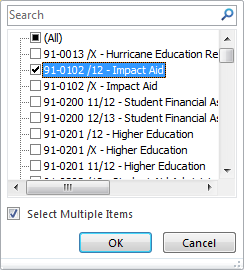 Search
(All)
91-0013 /X - Hurricane Education Re
91-0102 /12 - Impact Aid
91-0102 /X - Impact Aid
91-0200 11/12 - Student Financial As
91-0200 12/13 - Student Financial As
91-0201 /12 - Higher Education
91-0201 /X - Higher Education
91-0201 11/12 - Higher Education
Select Multiple Items
OK Cancel